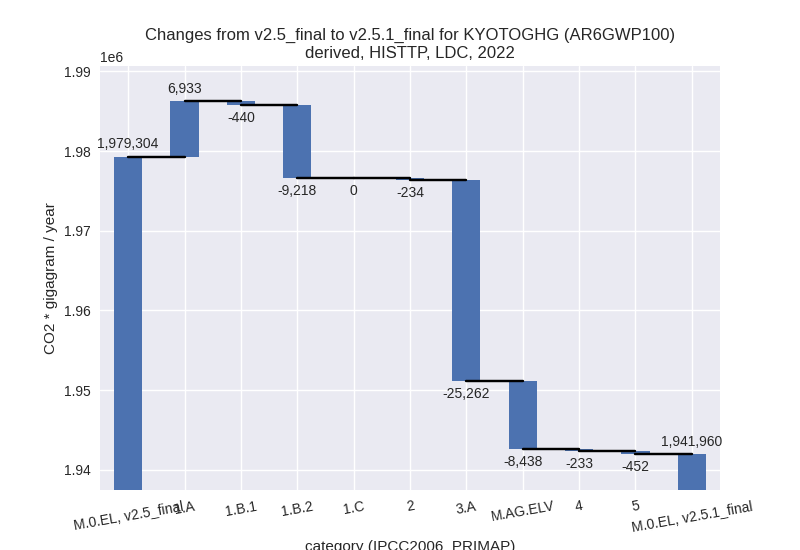 Changes from v2.5_final to v2.5.1_final for KYOTOGHG (AR6GWP100)
derived, HISTTP, LDC, 2022
1e6
1.99
1.98
1.97
1.96
1.95
1.94
CO2 * gigagram / year
1,979,304
6,933
-440
-9,218
0
-234
-25,262
-8,438
-233
-452
1,941,960
M.0.EL, v2.5_final
1.A
1.B.1
1.B.2
1.C
2
3.A
M.AG.ELV
4
5
M.0.EL, v2.5.1_final
category (IPCC2006_PRIMAP)